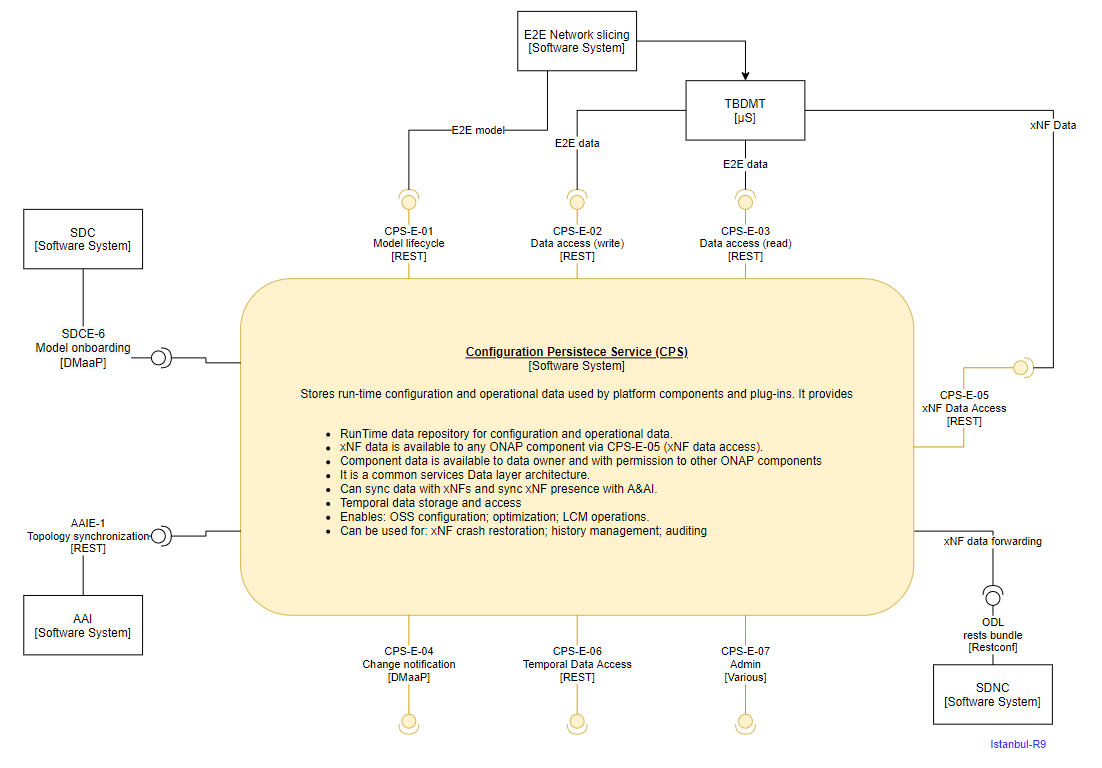 E2E Network slicing
[Software System]
TBDMT
[µS]
E2E model
E2E data
E2E data
xNF Data
CPS-E-01
Model lifecycle
[REST]
CPS-E-02
Data access (write)
[REST]
CPS-E-03
Data access (read)
[REST]
SDC
[Software System]
SDCE-6
Model onboarding
[DMaaP]
Configuration Persistece Service (CPS)
[Software System]
Stores run-time configuration and operational data used by platform components and plug-ins. It provides
• RunTime data repository for configuration and operational data.
• xNF data is available to any ONAP component via CPS-E-05 (xNF data access).
• Component data is available to data owner and with permission to other ONAP components
• It is a common services Data layer architecture.
• Can sync data with xNFs and sync xNF presence with A&AI.
• Temporal data storage and access
• Enables: OSS configuration; optimization; LCM operations.
• Can be used for: xNF crash restoration; history management; auditing
CPS-E-05
xNF Data Access
[REST]
AAIE-1
Topology synchronization
[REST]
AAI
[Software System]
xNF data forwarding
ODL
rests bundle
[Restconf]
SDNC
[Software System]
CPS-E-04
Change notification
[DMaaP]
CPS-E-06
Temporal Data Access
[REST]
CPS-E-07
Admin
[Various]
Istanbul-R9